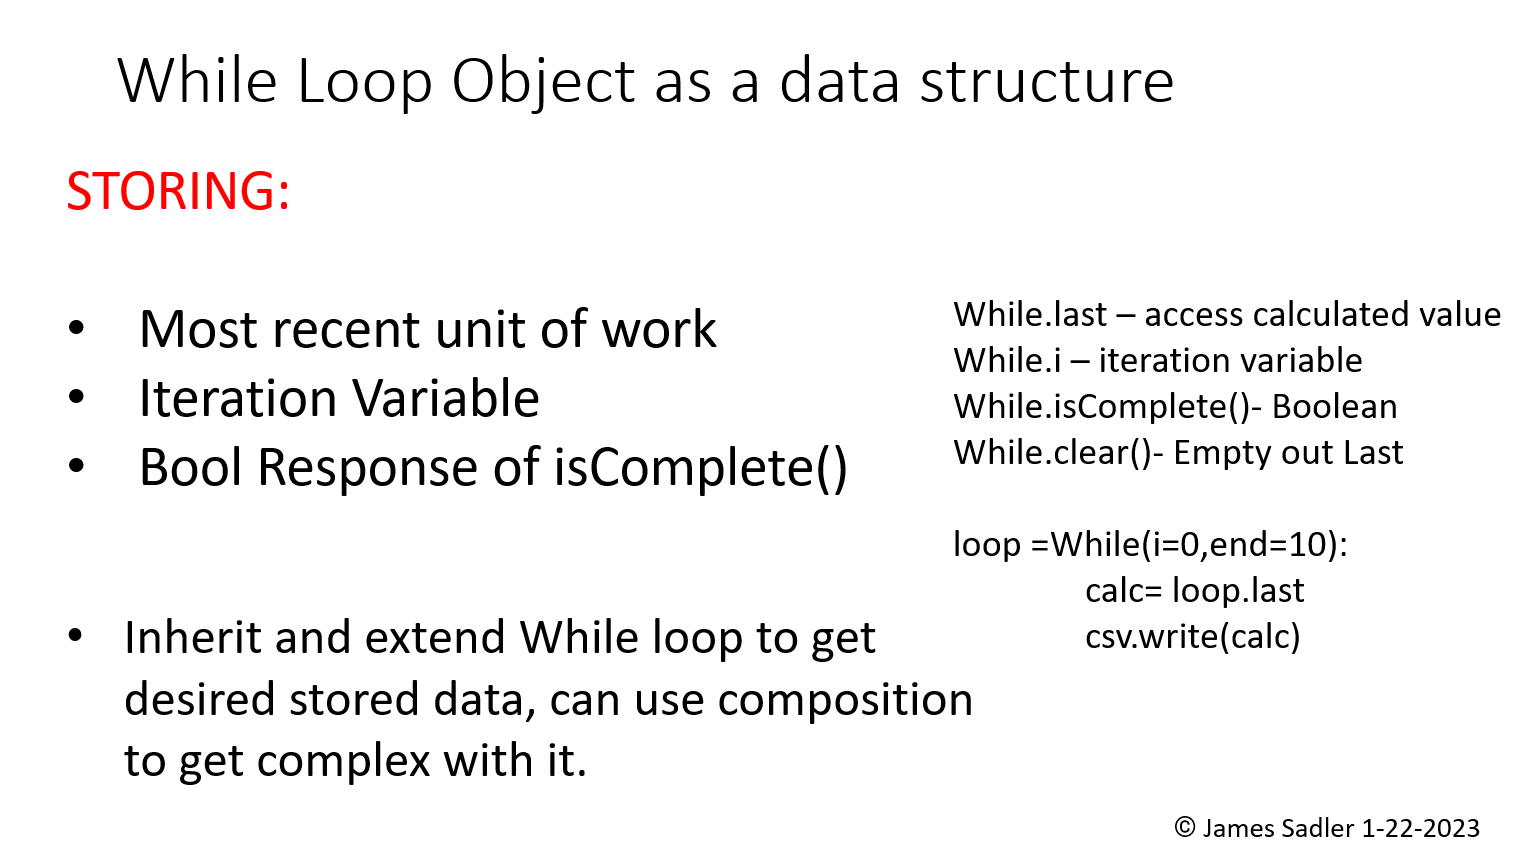 While Loop Object as a data structure
STORING:
• Most recent unit of work
• Iteration Variable
• Bool Response of isComplete()
• Inherit and extend While loop to get
desired stored data, can use composition
to get complex with it.
While.last – access calculated value
While.i – iteration variable
While.isComplete()- Boolean
While.clear()- Empty out Last
loop =While(i=0,end=10):
calc= loop.last
csv.write(calc)
© James Sadler 1-22-2023